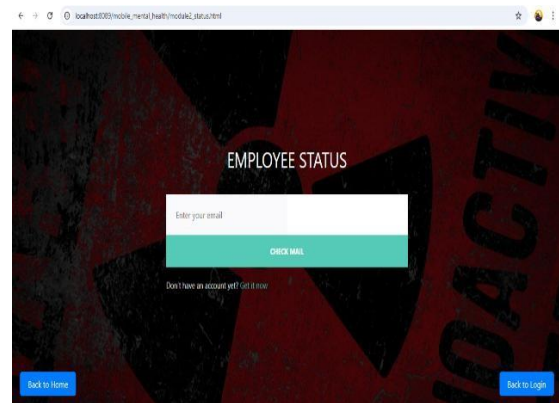 localhost:8089/mobile_mental_health/module2_status.html
EMPLOYEE STATUS
Enter your email
CHECK MAIL
Don't have an account yet? Get it now
Back to Home
Back to Login